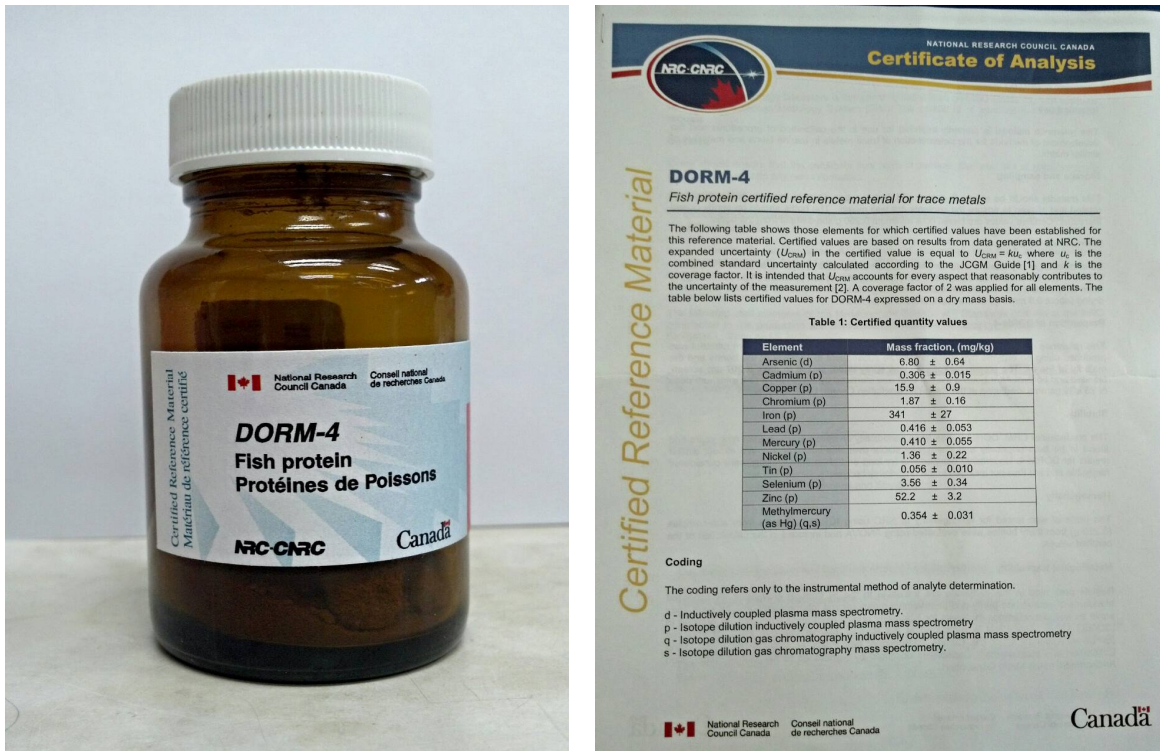 Certified Reference Material
Matériau de référence certifié
National Research
Council Canada
Conseil national
de recherches Canada
DORM-4
Fish protein
Protéines de Poissons
NRC-CNRC
Canada
NRC-CNRC
NATIONAL RESEARCH COUNCIL CANADA
Certificate of Analysis
Certified Reference Material
DORM-4
Fish protein certified reference material for trace metals
The following table shows those elements for which certified values have been established for
this reference material. Certified values are based on results from data generated at NRC. The
expanded uncertainty (UCRM) in the certified value is equal to UCRM = kuc where uc is the
combined standard uncertainty calculated according to the JCGM Guide [1] and k is the
coverage factor. It is intended that UCRM accounts for every aspect that reasonably contributes to
the uncertainty of the measurement [2]. A coverage factor of 2 was applied for all elements. The
table below lists certified values for DORM-4 expressed on a dry mass basis.
Table 1: Certified quantity values
Element Mass fraction, (mg/kg)
Arsenic (d) 6.80 ± 0.64
Cadmium (p) 0.306 ± 0.015
Copper (p) 15.9 ± 0.9
Chromium (p) 1.87 ± 0.16
Iron (p) 341 ± 27
Lead (p) 0.416 ± 0.053
Mercury (p) 0.410 ± 0.055
Nickel (p) 1.36 ± 0.22
Tin (p) 0.056 ± 0.010
Selenium (p) 3.56 ± 0.34
Zinc (p) 52.2 ± 3.2
Methylmercury
(as Hg) (q,s) 0.354 ± 0.031
Coding
The coding refers only to the instrumental method of analyte determination.
d - Inductively coupled plasma mass spectrometry.
p - Isotope dilution inductively coupled plasma mass spectrometry
q - Isotope dilution gas chromatography inductively coupled plasma mass spectrometry
s - Isotope dilution gas chromatography mass spectrometry.
National Research
Council Canada
Conseil national
de recherches Canada
Canada